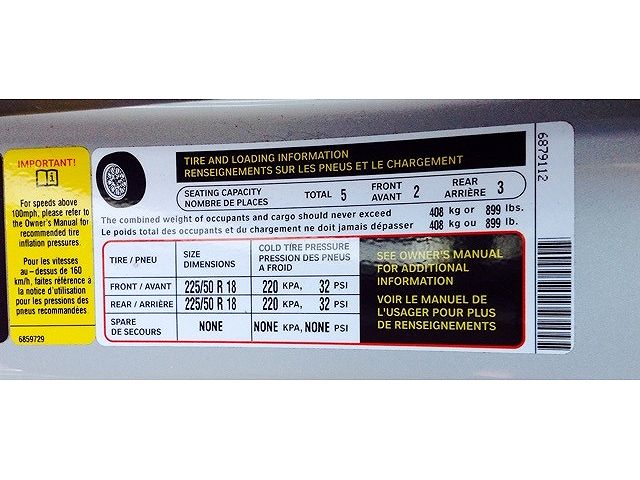 IMPORTANT!
For speeds above
100mph, please refer to
the Owner's Manual for
recommended tire
inflation pressures.
Pour les vitesses
au – dessus de 160
km/h, faites référence à
la notice d'utilisation
pour les pressions des
pneus recommandées
6859729
TIRE AND LOADING INFORMATION
RENSEIGNEMENTS SUR LES PNEUS ET LE CHARGEMENT
SEATING CAPACITY
NOMBRE DE PLACES
TOTAL 5
FRONT
AVANT 2
REAR
ARRIÈRE 3
The combined weight of occupants and cargo should never exceed 408 kg or 899 lbs.
Le poids total des occupants et du chargement ne doit jamais dépasser 408 kg ou 899 lb.
TIRE / PNEU
SIZE
DIMENSIONS
COLD TIRE PRESSURE
PRESSION DES PNEUS
A FROID
FRONT / AVANT 225/50 R 18 220 KPA, 32 PSI
REAR / ARRIÈRE 225/50 R 18 220 KPA, 32 PSI
SPARE
DE SECOURS
NONE NONE KPA, NONE PSI
SEE OWNER'S MANUAL
FOR ADDITIONAL
INFORMATION
VOIR LE MANUEL DE
L'USAGER POUR PLUS
DE RENSEIGNEMENTS
6879112